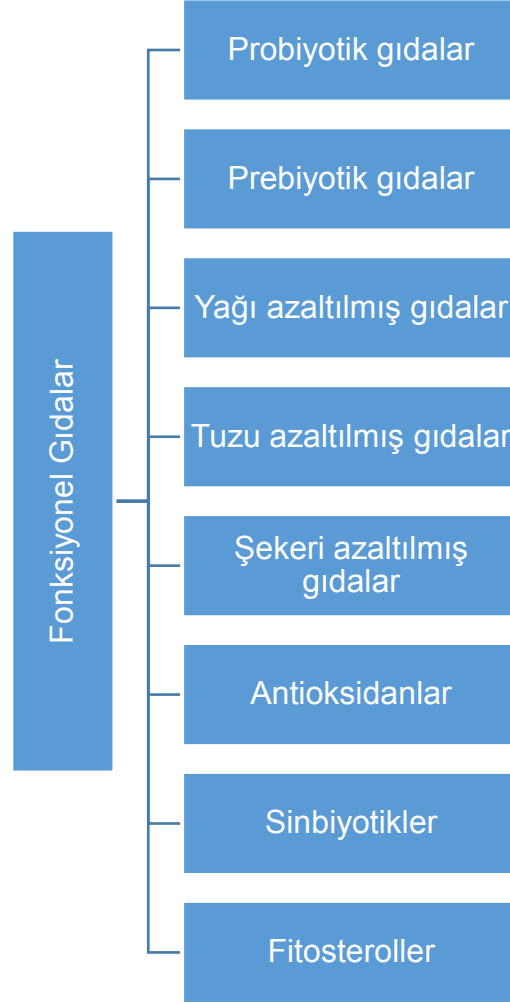 Fonksiyonel Gıdalar
Probiyotik gıdalar
Prebiyotik gıdalar
Yağı azaltılmış gıdalar
Tuzu azaltılmış gıdalar
Şekeri azaltılmış
gıdalar
Antioksidanlar
Sinbiyotikler
Fitosteroller